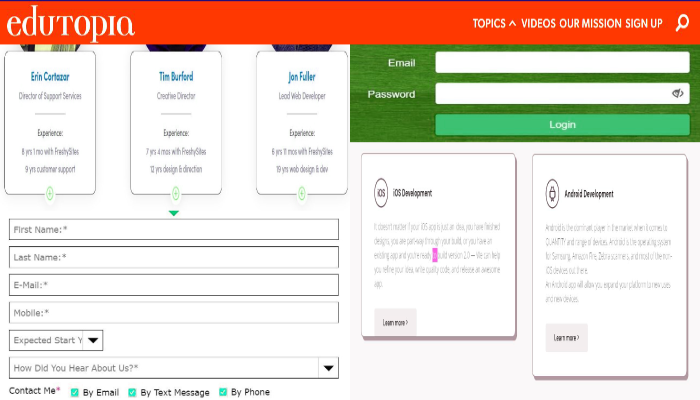 edutopia
TOPICS VIDEOS OUR MISSION SIGN UP
Erin Cortazar
Director of Support Services
Experience:
8 yrs 1 mo with FreshySites
9 yrs customer support
Tim Burford
Creative Director
Experience:
7 yrs 4 mos with FreshySites
12 yrs design & direction
Jon Fuller
Lead Web Developer
Experience:
6 yrs 11 mos with FreshySites
19 yrs web design & dev
First Name:*
Last Name:*
E-Mail:*
Mobile:*
Expected Start Y
How Did You Hear About Us?*
Contact Me* By Email By Text Message By Phone
Email
Password
Login
iOS
iOS Development
It doesn't matter if your iOS app is just an idea, you have finished
designs, you are part-way through your build, or you have an
existing app and you're ready build version 2.0 — We can help
you refine your idea, write quality code and release an awesome
app.
Learn more
Android Development
Android is the dominant player in the market, when it comes to
QUANTITY and range of devices. Android is the operating system
for Samsung, Amazon Fire, Zebra scanners, and most of the non-
iOS devices out there.
An Android app will allow you expand your platform to new uses
and new devices.
Learn more